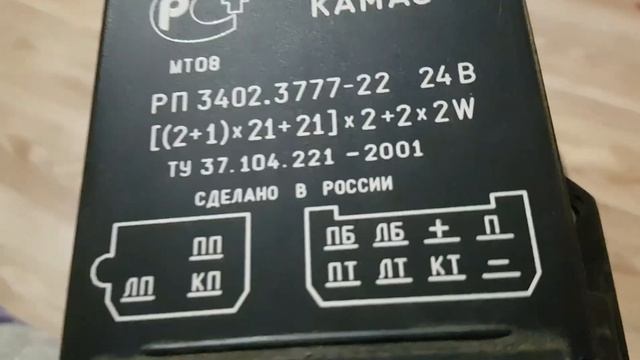 РС
КАМАЗ
МТ08
РП 3402.3777-22 24 В
[(2+1)×21+21]×2+2×2W
ТУ 37.104.221-2001
СДЕЛАНО В РОССИИ
ПП
ЛП КП
ПБ ЛБ + П
ПТ ЛТ КТ –